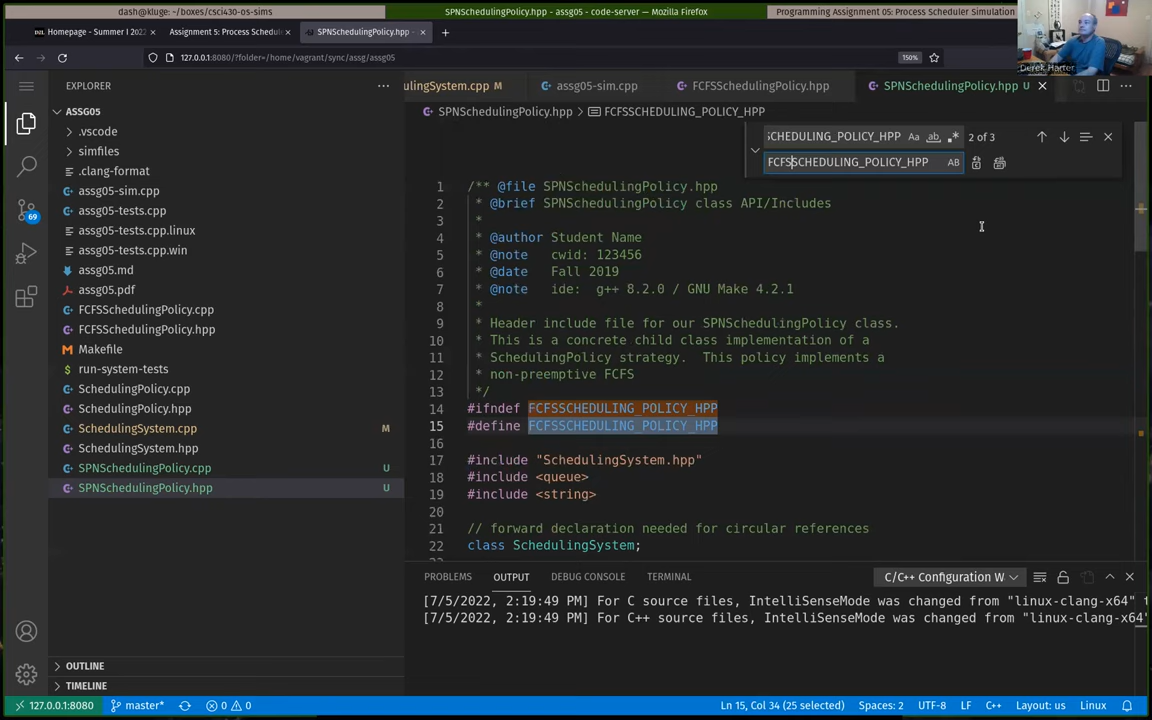 dash@kluge: ~/boxes/csci430-os-sims
SPNSchedulingPolicy.hpp - assg05 - code-server — Mozilla Firefox
Programming Assignment 05: Process Scheduler Simulation
Homepage - Summer I 2022
Assignment 5: Process Schedule
SPNSchedulingPolicy.hpp - assg
127.0.0.1:8080/?folder=/home/vagrant/sync/assg/assg05
150%
Derek Harter
EXPLORER
ulingSystem.cpp M
assg05-sim.cpp
FCFSSchedulingPolicy.hpp
SPNSchedulingPolicy.hpp U
SPNSchedulingPolicy.hpp > FCFSSCHEDULING_POLICY_HPP
SCHEDULING_POLICY_HPP Aa ab 2 of 3
FCFSSCHEDULING_POLICY_HPP AB
ASSG05
.vscode
simfiles
.clang-format
assg05-sim.cpp
assg05-tests.cpp
assg05-tests.cpp.linux
assg05-tests.cpp.win
assg05.md
assg05.pdf
FCFSSchedulingPolicy.cpp
FCFSSchedulingPolicy.hpp
Makefile
run-system-tests
SchedulingPolicy.cpp
SchedulingPolicy.hpp
SchedulingSystem.cpp M
SchedulingSystem.hpp
SPNSchedulingPolicy.cpp U
SPNSchedulingPolicy.hpp U
OUTLINE
TIMELINE
69
1 /** @file SPNSchedulingPolicy.hpp
2 * @brief SPNSchedulingPolicy class API/Includes
3 *
4 * @author Student Name
5 * @note cwid: 123456
6 * @date Fall 2019
7 * @note ide: g++ 8.2.0 / GNU Make 4.2.1
8 *
9 * Header include file for our SPNSchedulingPolicy class.
10 * This is a concrete child class implementation of a
11 * SchedulingPolicy strategy. This policy implements a
12 * non-preemptive FCFS
13 */
14 #ifndef FCFSSCHEDULING_POLICY_HPP
15 #define FCFSSCHEDULING_POLICY_HPP
16
17 #include "SchedulingSystem.hpp"
18 #include <queue>
19 #include <string>
20
21 // forward declaration needed for circular references
22 class SchedulingSystem;
PROBLEMS OUTPUT DEBUG CONSOLE TERMINAL C/C++ Configuration W
[7/5/2022, 2:19:49 PM] For C source files, IntelliSenseMode was changed from "linux-clang-x64" t
[7/5/2022, 2:19:49 PM] For C++ source files, IntelliSenseMode was changed from "linux-clang-x64"
127.0.0.1:8080 master* 0 0 Ln 15, Col 34 (25 selected) Spaces: 2 UTF-8 LF C++ Layout: us Linux